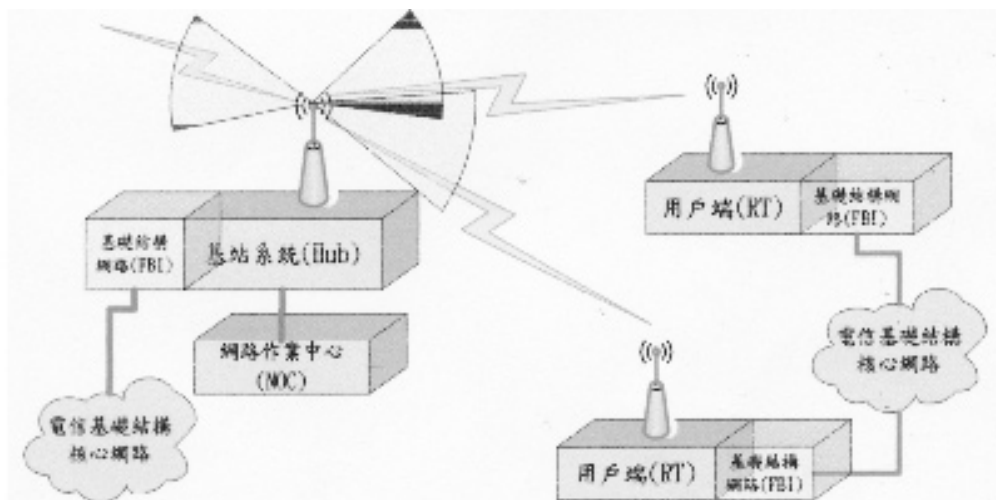 基礎結構
網路(FBI)
基站系統(Hub)
網路作業中心
(NOC)
電信基礎結構
核心網路
用戶端(RT)
基礎結構網
路(FBI)
電信基礎結構
核心網路
用戶端(RT)
基礎結構
網路(FBI)